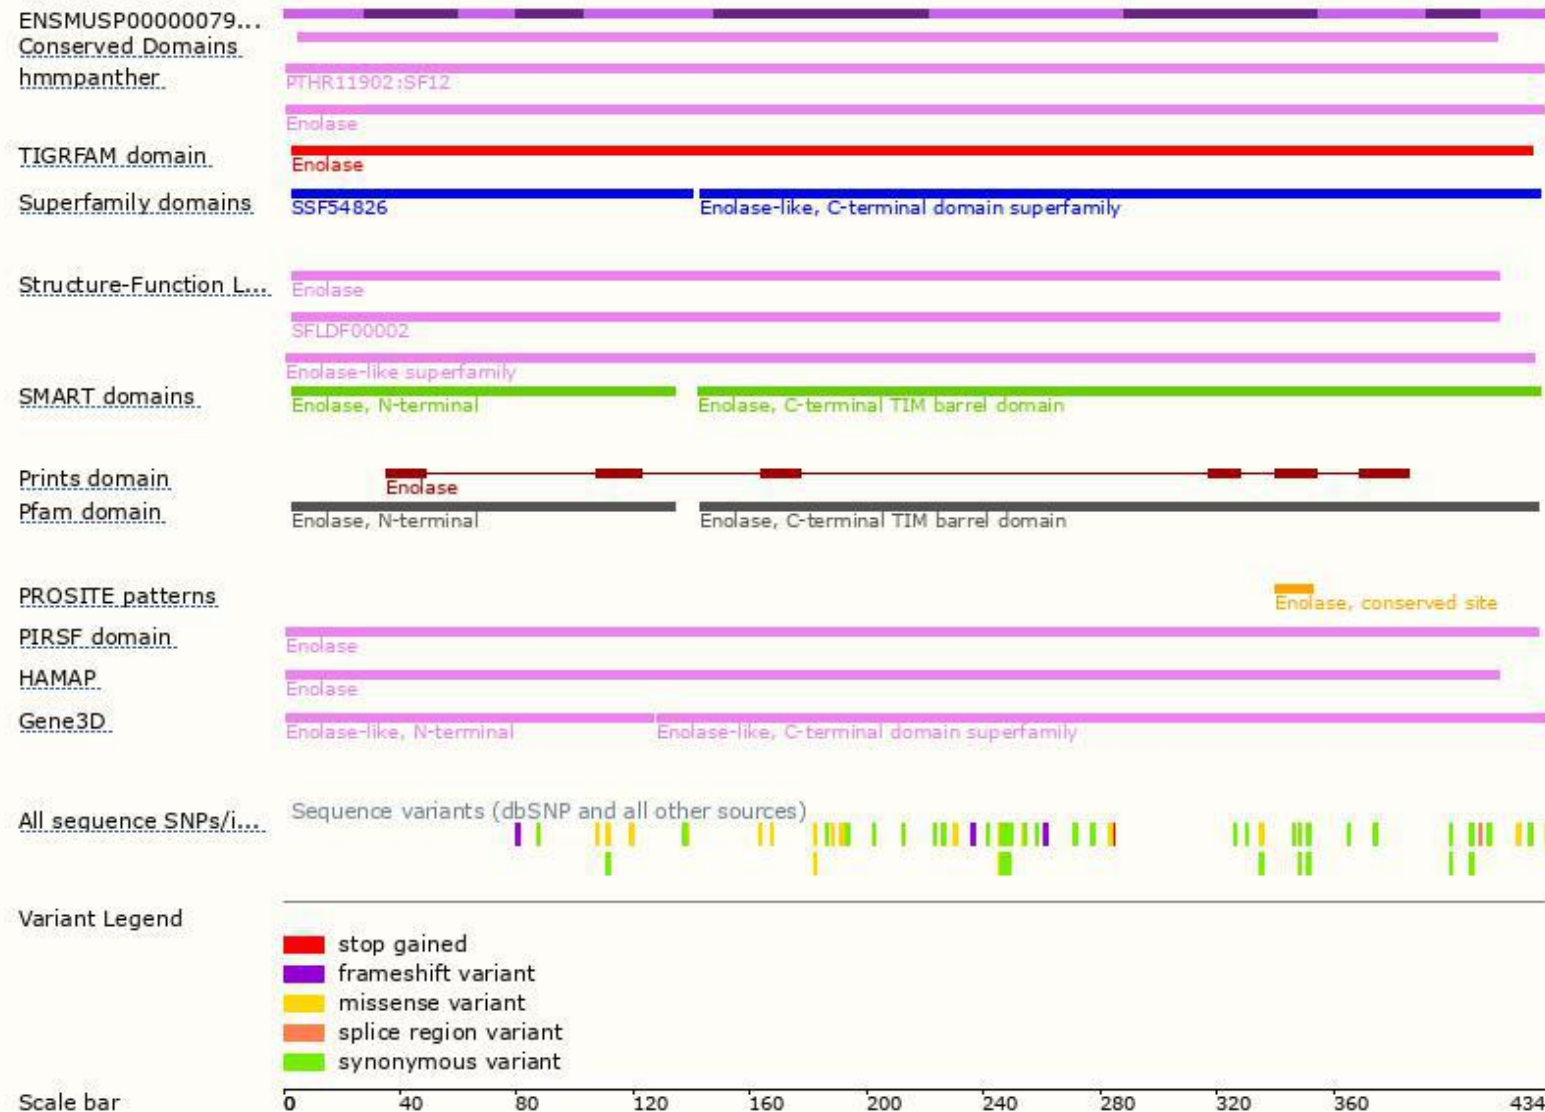 ENSMUSP00000079...
Conserved Domains
hmmpanther
PTHR11902:SF12
Enolase
TIGRFAM domain
Enolase
Superfamily domains
SSF54826 Enolase-like, C-terminal domain superfamily
Structure-Function L...
Enolase
SFLDF00002
Enolase-like superfamily
SMART domains
Enolase, N-terminal Enolase, C-terminal TIM barrel domain
Prints domain
Enolase
Pfam domain
Enolase, N-terminal Enolase, C-terminal TIM barrel domain
PROSITE patterns
Enolase, conserved site
PIRSF domain
Enolase
HAMAP
Enolase
Gene3D
Enolase-like, N-terminal Enolase-like, C-terminal domain superfamily
All sequence SNPs/i...
Sequence variants (dbSNP and all other sources)
Variant Legend
stop gained
frameshift variant
missense variant
splice region variant
synonymous variant
Scale bar 0 40 80 120 160 200 240 280 320 360 434